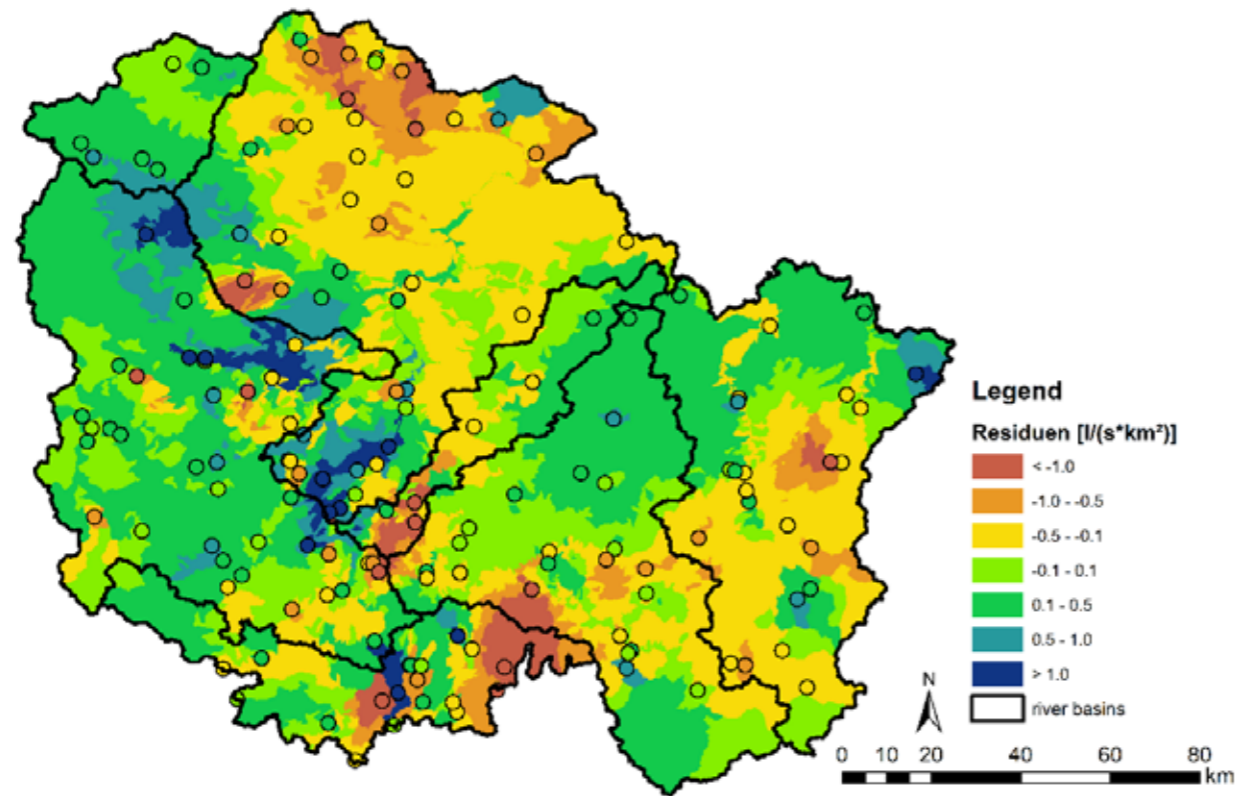 Legend
Residuen [l/(s*km²)]
< -1.0
-1.0 - -0.5
-0.5 - -0.1
-0.1 - 0.1
0.1 - 0.5
0.5 - 1.0
> 1.0
river basins
N
0 10 20 40 60 80
km